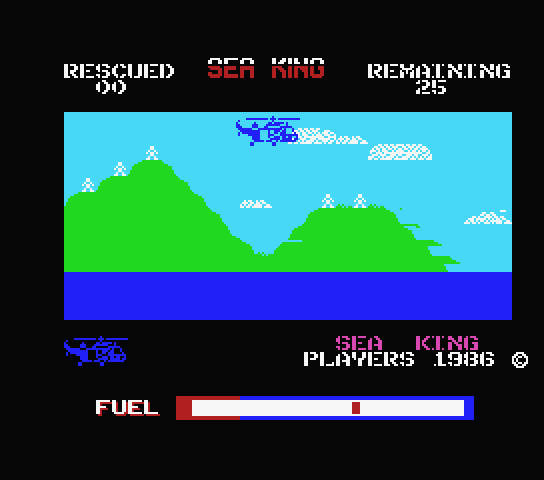 RESCUED SEA KING REMAINING
00 25
SEA KING
PLAYERS 1986 ©
FUEL